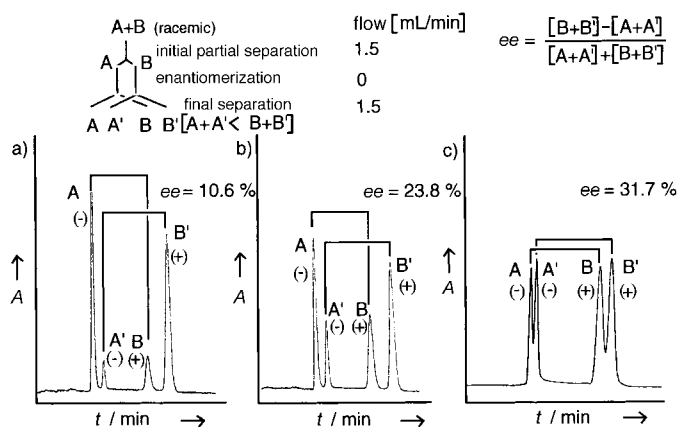 A+B (racemic)
flow [mL/min]
initial partial separation 1.5
A B
enantiomerization 0
final separation 1.5
A A' B B' [A+A'< B+B']
ee = [B+B']-[A+A'] / [A+A']+[B+B']
a)
ee = 10.6 %
A
(-)
B'
(+)
A' B
(-) (+)
A
t / min
b)
ee = 23.8 %
A
(-)
B'
(+)
A' B
(-) (+)
A
t / min
c)
ee = 31.7 %
A A' B B'
(-) (-) (+) (+)
A
t / min